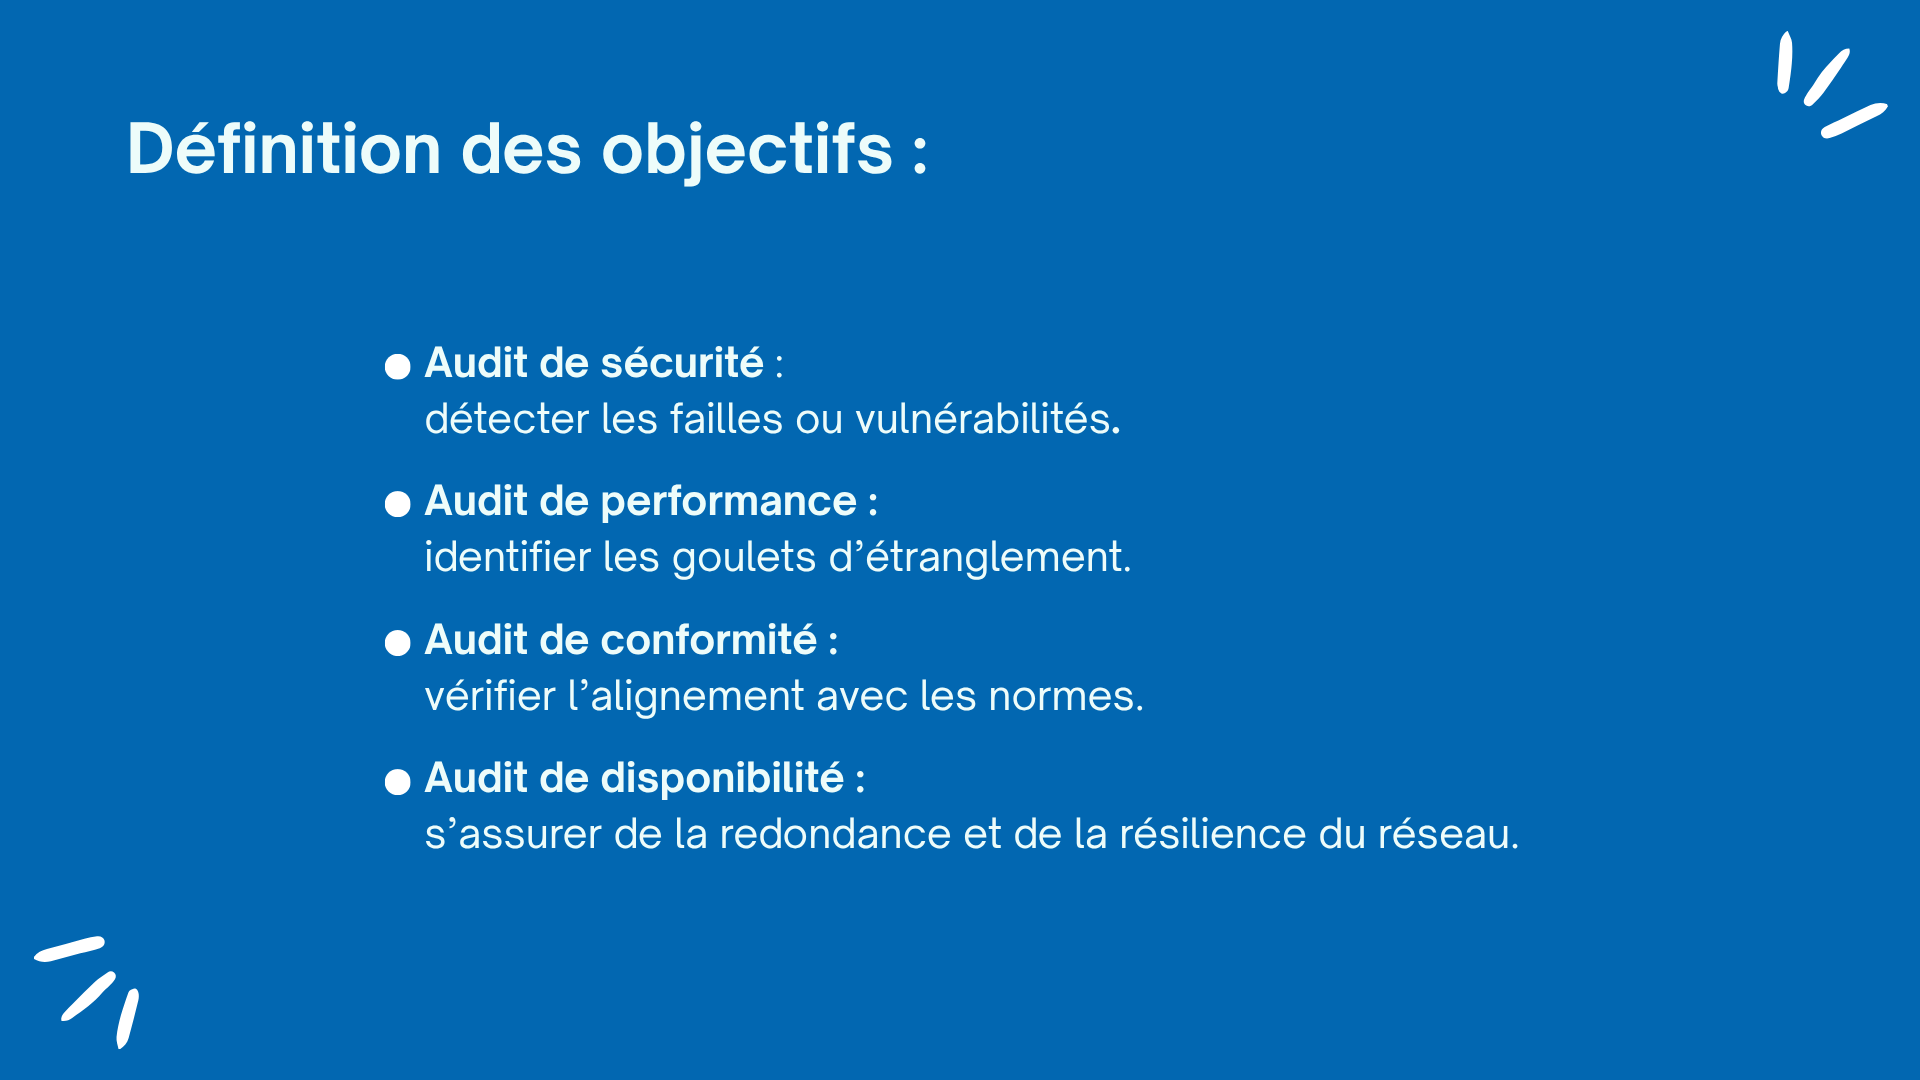 Définition des objectifs :
● Audit de sécurité :
détecter les failles ou vulnérabilités.
● Audit de performance :
identifier les goulets d’étranglement.
● Audit de conformité :
vérifier l’alignement avec les normes.
● Audit de disponibilité :
s’assurer de la redondance et de la résilience du réseau.